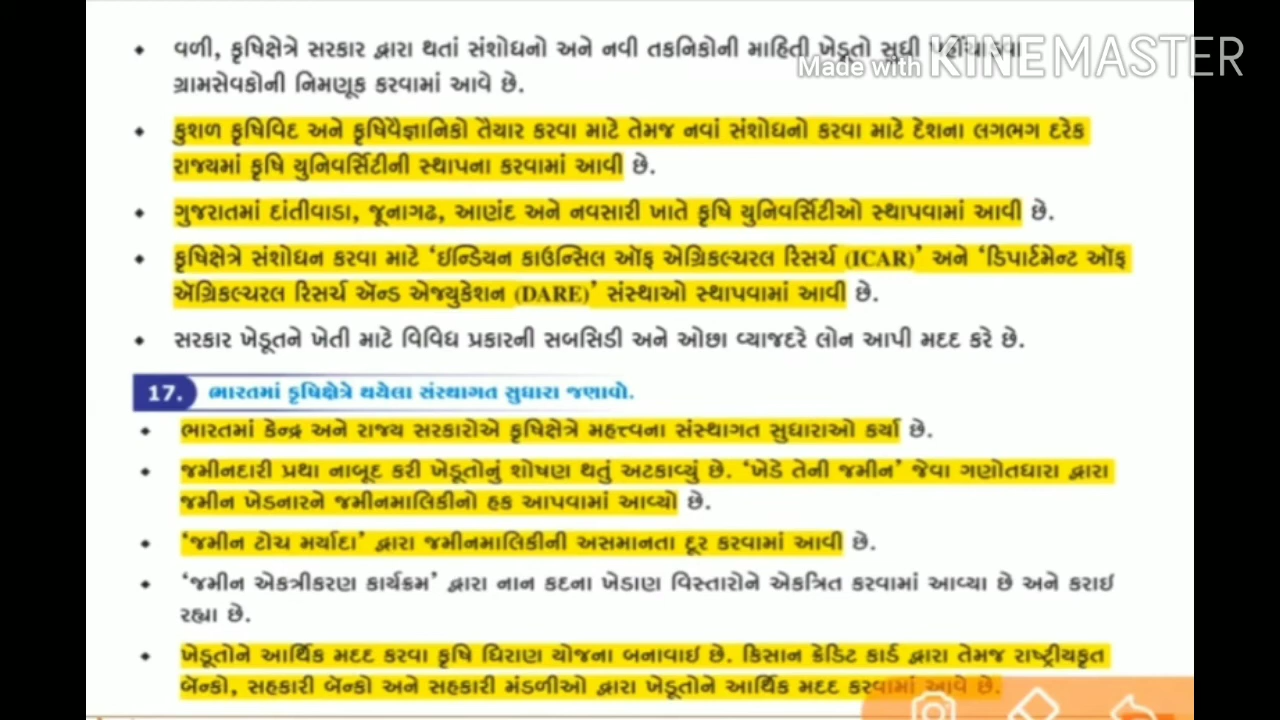 વળી, કૃષિક્ષેત્રે સરકાર દ્વારા થતાં સંશોધનો અને નવી તકનિકોની માહિતી ખેડૂતો સુધી
Made with KINEMASTER
ગ્રામસેવકોની નિમણૂક કરવામાં આવે છે.
કુશળ કૃષિવિદ અને કૃષિવૈજ્ઞાનિકો તૈયાર કરવા માટે તેમજ નવાં સંશોધનો કરવા માટે દેશના લગભગ દરેક
રાજ્યમાં કૃષિ યુનિવર્સિટીની સ્થાપના કરવામાં આવી છે.
ગુજરાતમાં દાંતીવાડા, જૂનાગઢ, આણંદ અને નવસારી ખાતે કૃષિ યુનિવર્સિટીઓ સ્થાપવામાં આવી છે.
કૃષિક્ષેત્રે સંશોધન કરવા માટે ‘ઇન્ડિયન કાઉન્સિલ ઑફ એગ્રિકલ્ચરલ રિસર્ચ (ICAR)’ અને ‘ડિપાર્ટમેન્ટ ઑફ
ઍગ્રિકલ્ચરલ રિસર્ચ ઍન્ડ એજ્યુકેશન (DARE)’ સંસ્થાઓ સ્થાપવામાં આવી છે.
સરકાર ખેડૂતને ખેતી માટે વિવિધ પ્રકારની સબસિડી અને ઓછા વ્યાજદરે લોન આપી મદદ કરે છે.
17. ભારતમાં કૃષિક્ષેત્રે થયેલા સંસ્થાગત સુધારા જણાવો.
ભારતમાં કેન્દ્ર અને રાજ્ય સરકારોએ કૃષિક્ષેત્રે મહત્ત્વના સંસ્થાગત સુધારાઓ કર્યા છે.
જમીનદારી પ્રથા નાબૂદ કરી ખેડૂતોનું શોષણ થતું અટકાવ્યું છે. ‘ખેડે તેની જમીન’ જેવા ગણોતધારા દ્વારા
જમીન ખેડનારને જમીનમાલિકીનો હક આપવામાં આવ્યો છે.
‘જમીન ટોચ મર્યાદા’ દ્વારા જમીનમાલિકીની અસમાનતા દૂર કરવામાં આવી છે.
‘જમીન એકત્રીકરણ કાર્યક્રમ’ દ્વારા નાન કદના ખેડાણ વિસ્તારોને એકત્રિત કરવામાં આવ્યા છે અને કરાઈ
રહ્યા છે.
ખેડૂતોને આર્થિક મદદ કરવા કૃષિ ધિરાણ યોજના બનાવાઈ છે. કિસાન ક્રેડિટ કાર્ડ દ્વારા તેમજ રાષ્ટ્રીયકૃત
બૅન્કો, સહકારી બૅન્કો અને સહકારી મંડળીઓ દ્વારા ખેડૂતોને આર્થિક મદદ કરવામાં આવે છે.